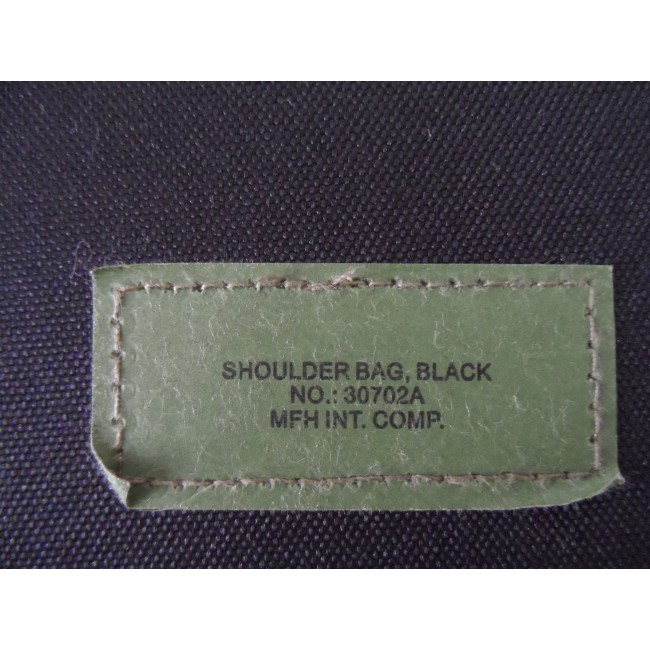 SHOULDER BAG, BLACK
NO.: 30702A
MFH INT. COMP.